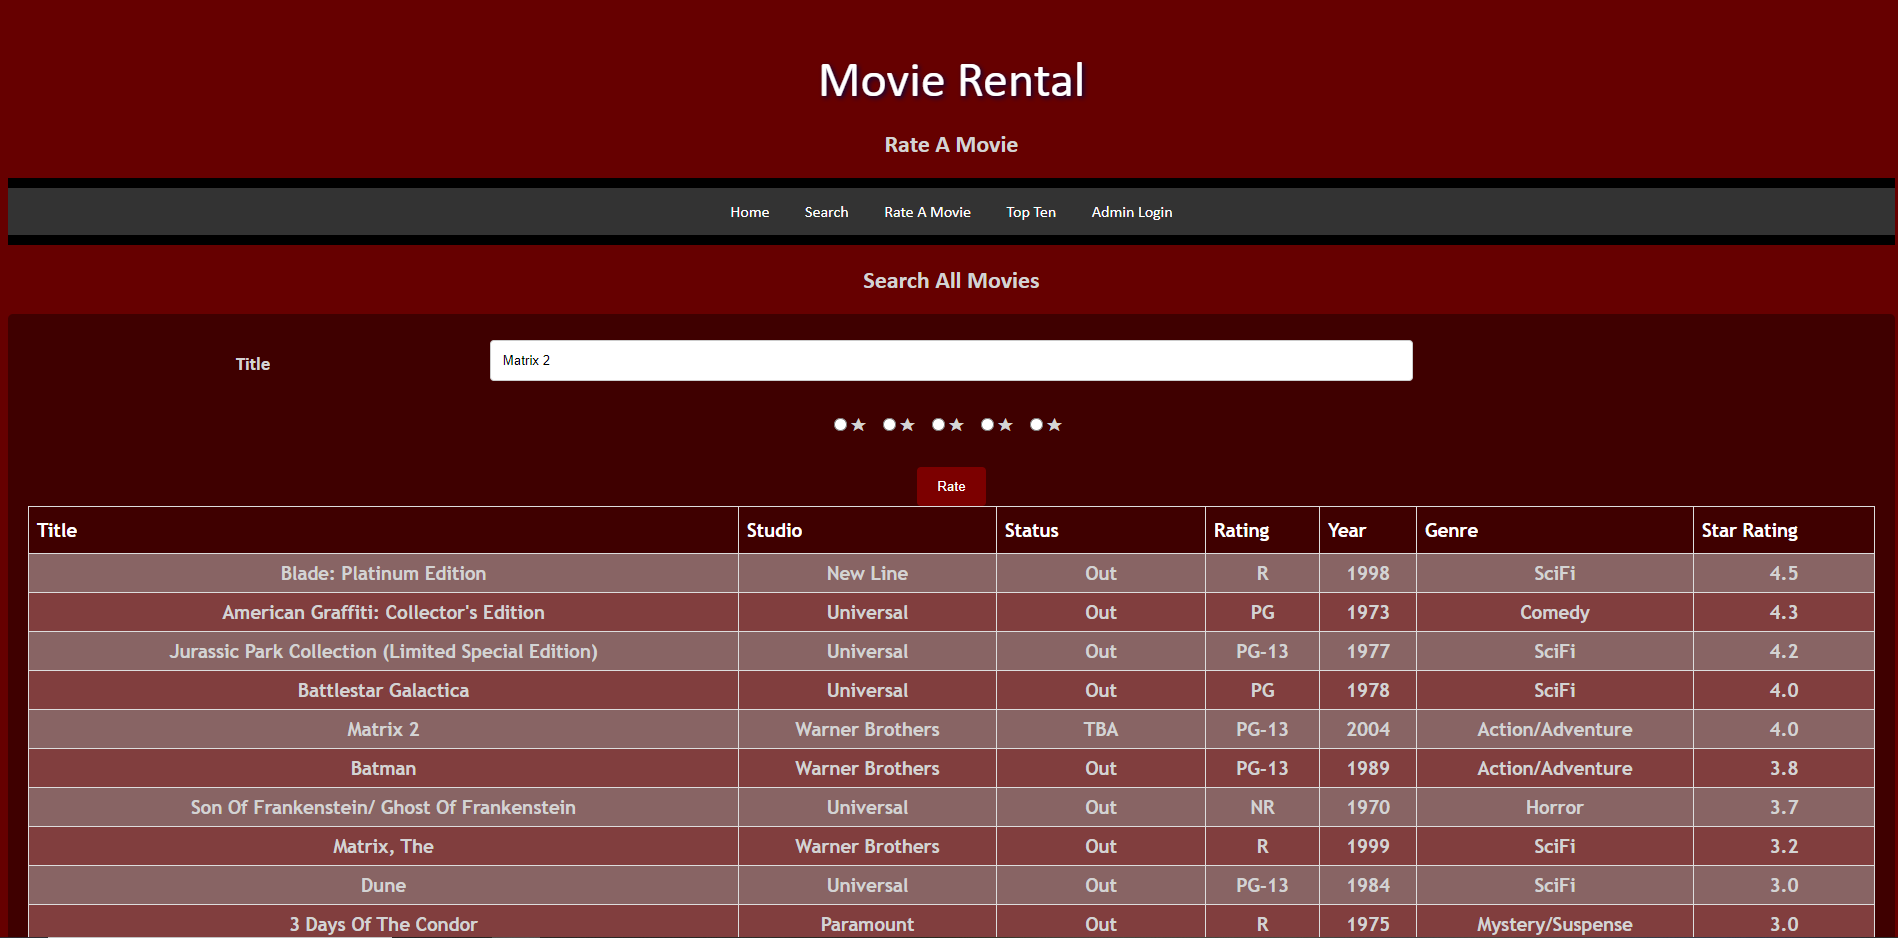 Movie Rental
Rate A Movie
Home Search Rate A Movie Top Ten Admin Login
Search All Movies
Title Matrix 2
★ ★ ★ ★ ★
Rate
Title Studio Status Rating Year Genre Star Rating
Blade: Platinum Edition New Line Out R 1998 SciFi 4.5
American Graffiti: Collector's Edition Universal Out PG 1973 Comedy 4.3
Jurassic Park Collection (Limited Special Edition) Universal Out PG-13 1977 SciFi 4.2
Battlestar Galactica Universal Out PG 1978 SciFi 4.0
Matrix 2 Warner Brothers TBA PG-13 2004 Action/Adventure 4.0
Batman Warner Brothers Out PG-13 1989 Action/Adventure 3.8
Son Of Frankenstein/ Ghost Of Frankenstein Universal Out NR 1970 Horror 3.7
Matrix, The Warner Brothers Out R 1999 SciFi 3.2
Dune Universal Out PG-13 1984 SciFi 3.0
3 Days Of The Condor Paramount Out R 1975 Mystery/Suspense 3.0